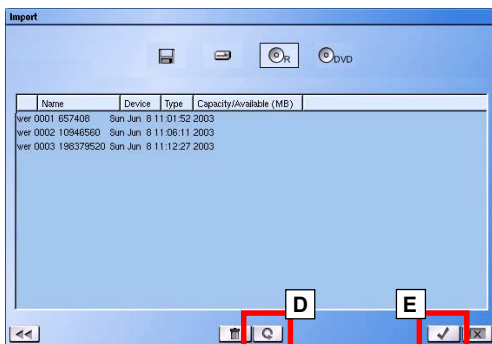 Import
R DVD
Name Device Type Capacity/Available (MB)
wer 0001 657408 Sun Jun 8 11:01:52 2003
wer 0002 10946560 Sun Jun 8 11:06:11 2003
wer 0003 198379520 Sun Jun 8 11:12:27 2003
D E